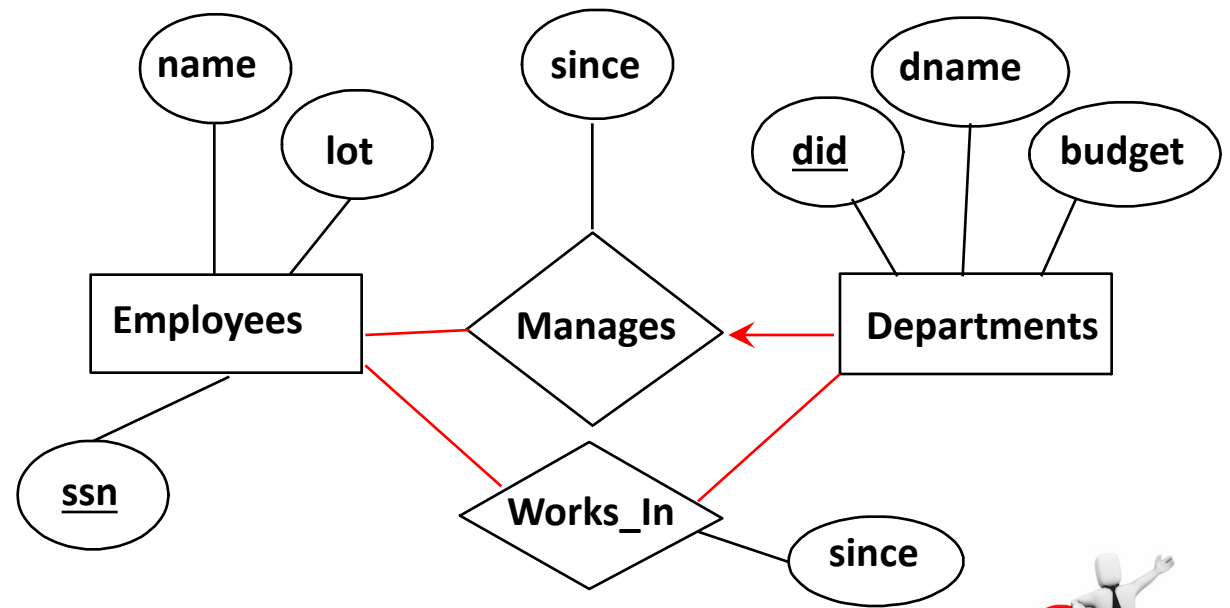 name
since
dname
lot
did
budget
Employees
Manages
Departments
ssn
Works_In
since